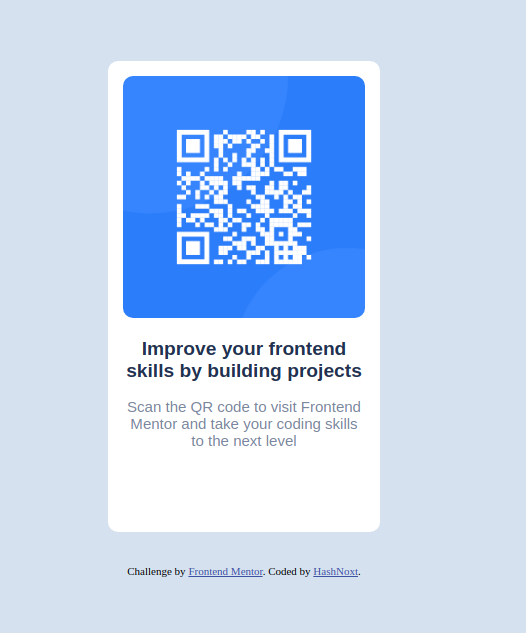 Improve your frontend
skills by building projects
Scan the QR code to visit Frontend
Mentor and take your coding skills
to the next level
Challenge by Frontend Mentor. Coded by HashNoxt.